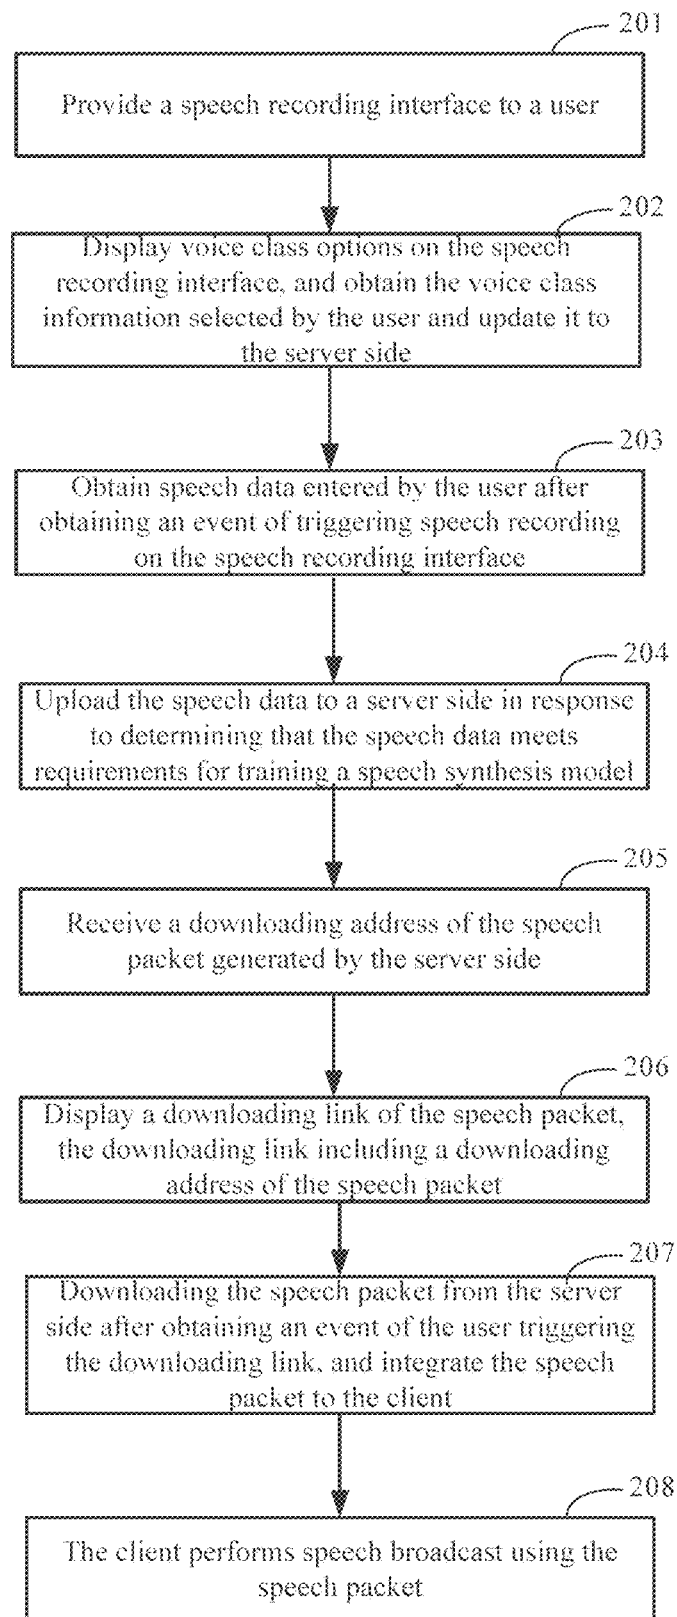 201
Provide a speech recording interface to a user
202
Display voice class options on the speech
recording interface, and obtain the voice class
information selected by the user and update it to
the server side
203
Obtain speech data entered by the user after
obtaining an event of triggering speech recording
on the speech recording interface
204
Upload the speech data to a server side in response
to determining that the speech data meets
requirements for training a speech synthesis model
205
Receive a downloading address of the speech
packet generated by the server side
206
Display a downloading link of the speech packet,
the downloading link including a downloading
address of the speech packet
207
Downloading the speech packet from the server
side after obtaining an event of the user triggering
the downloading link, and integrate the speech
packet to the client
208
The client performs speech broadcast using the
speech packet